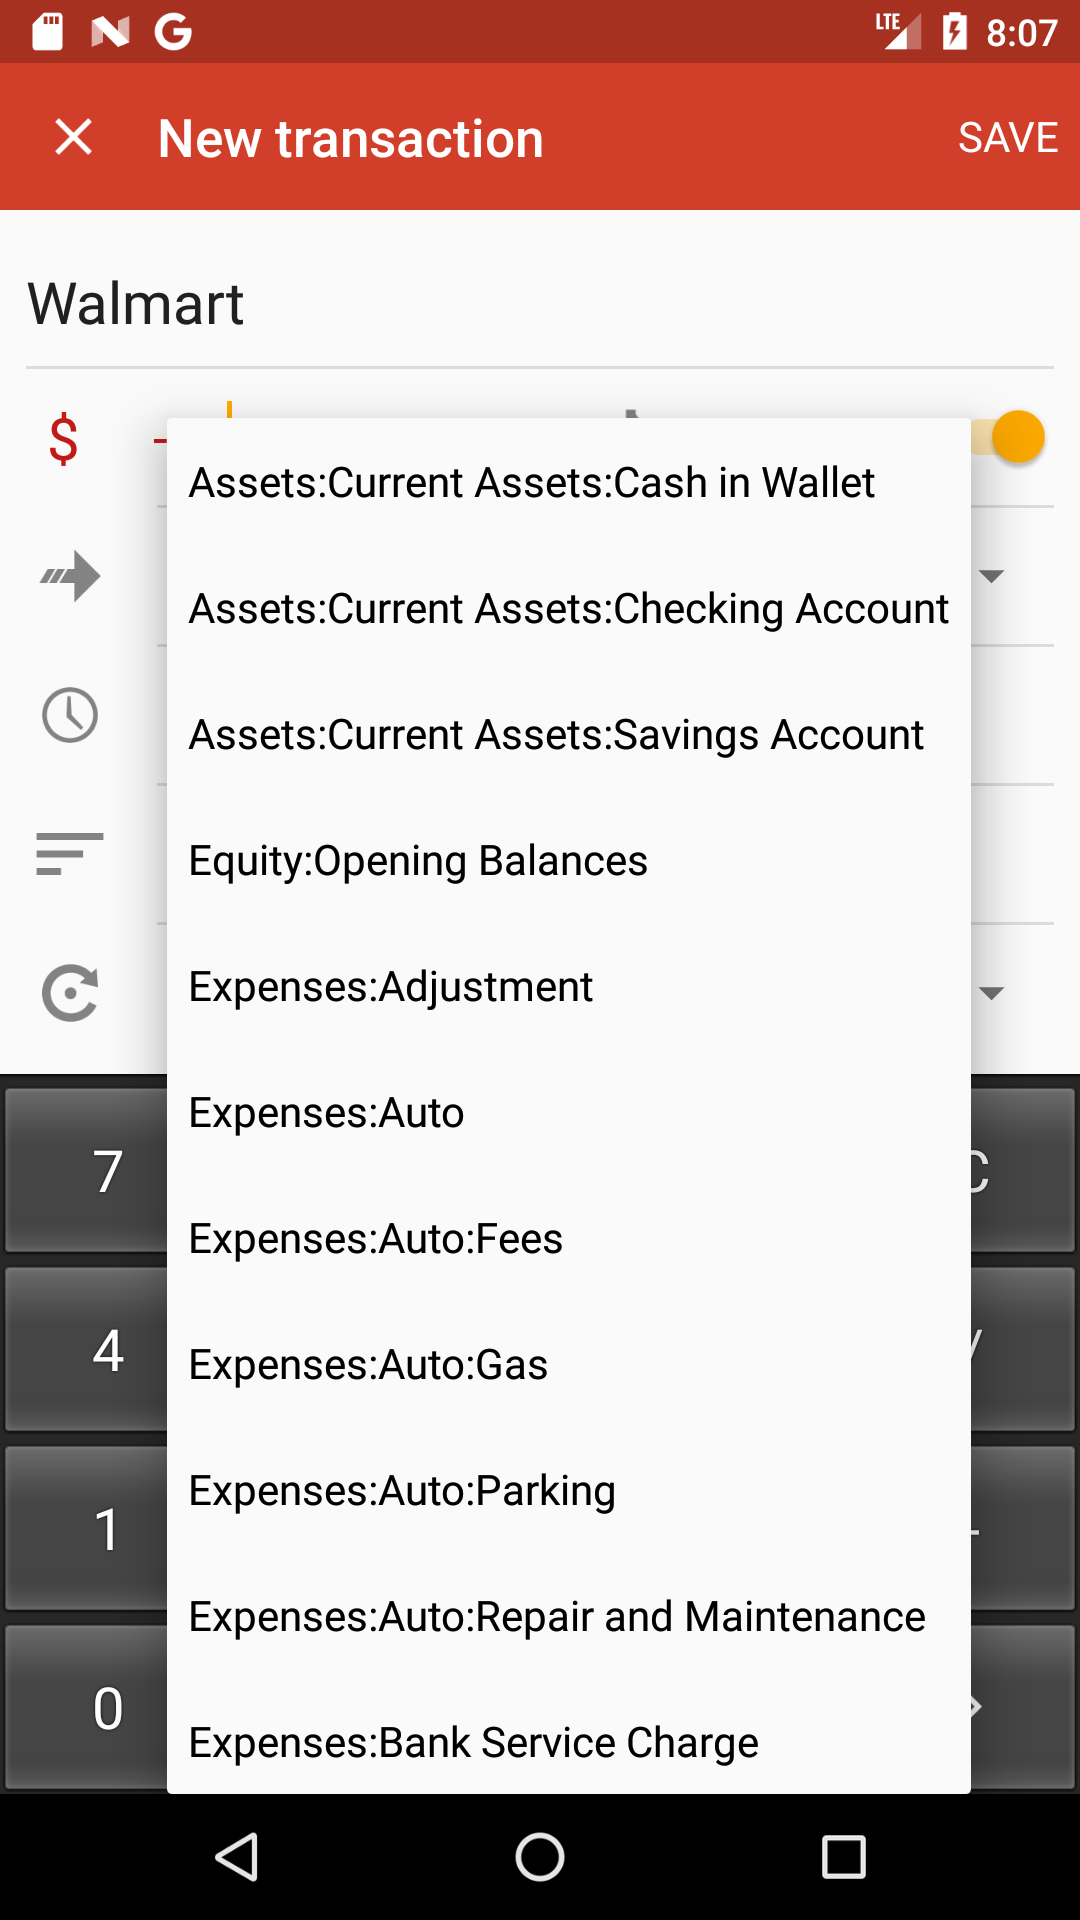 LTE 8:07
New transaction SAVE
Walmart
$ -
Assets:Current Assets:Cash in Wallet
Assets:Current Assets:Checking Account
Assets:Current Assets:Savings Account
Equity:Opening Balances
Expenses:Adjustment
Expenses:Auto
7
Expenses:Auto:Fees
4
Expenses:Auto:Gas
1
Expenses:Auto:Parking
Expenses:Auto:Repair and Maintenance
0
Expenses:Bank Service Charge